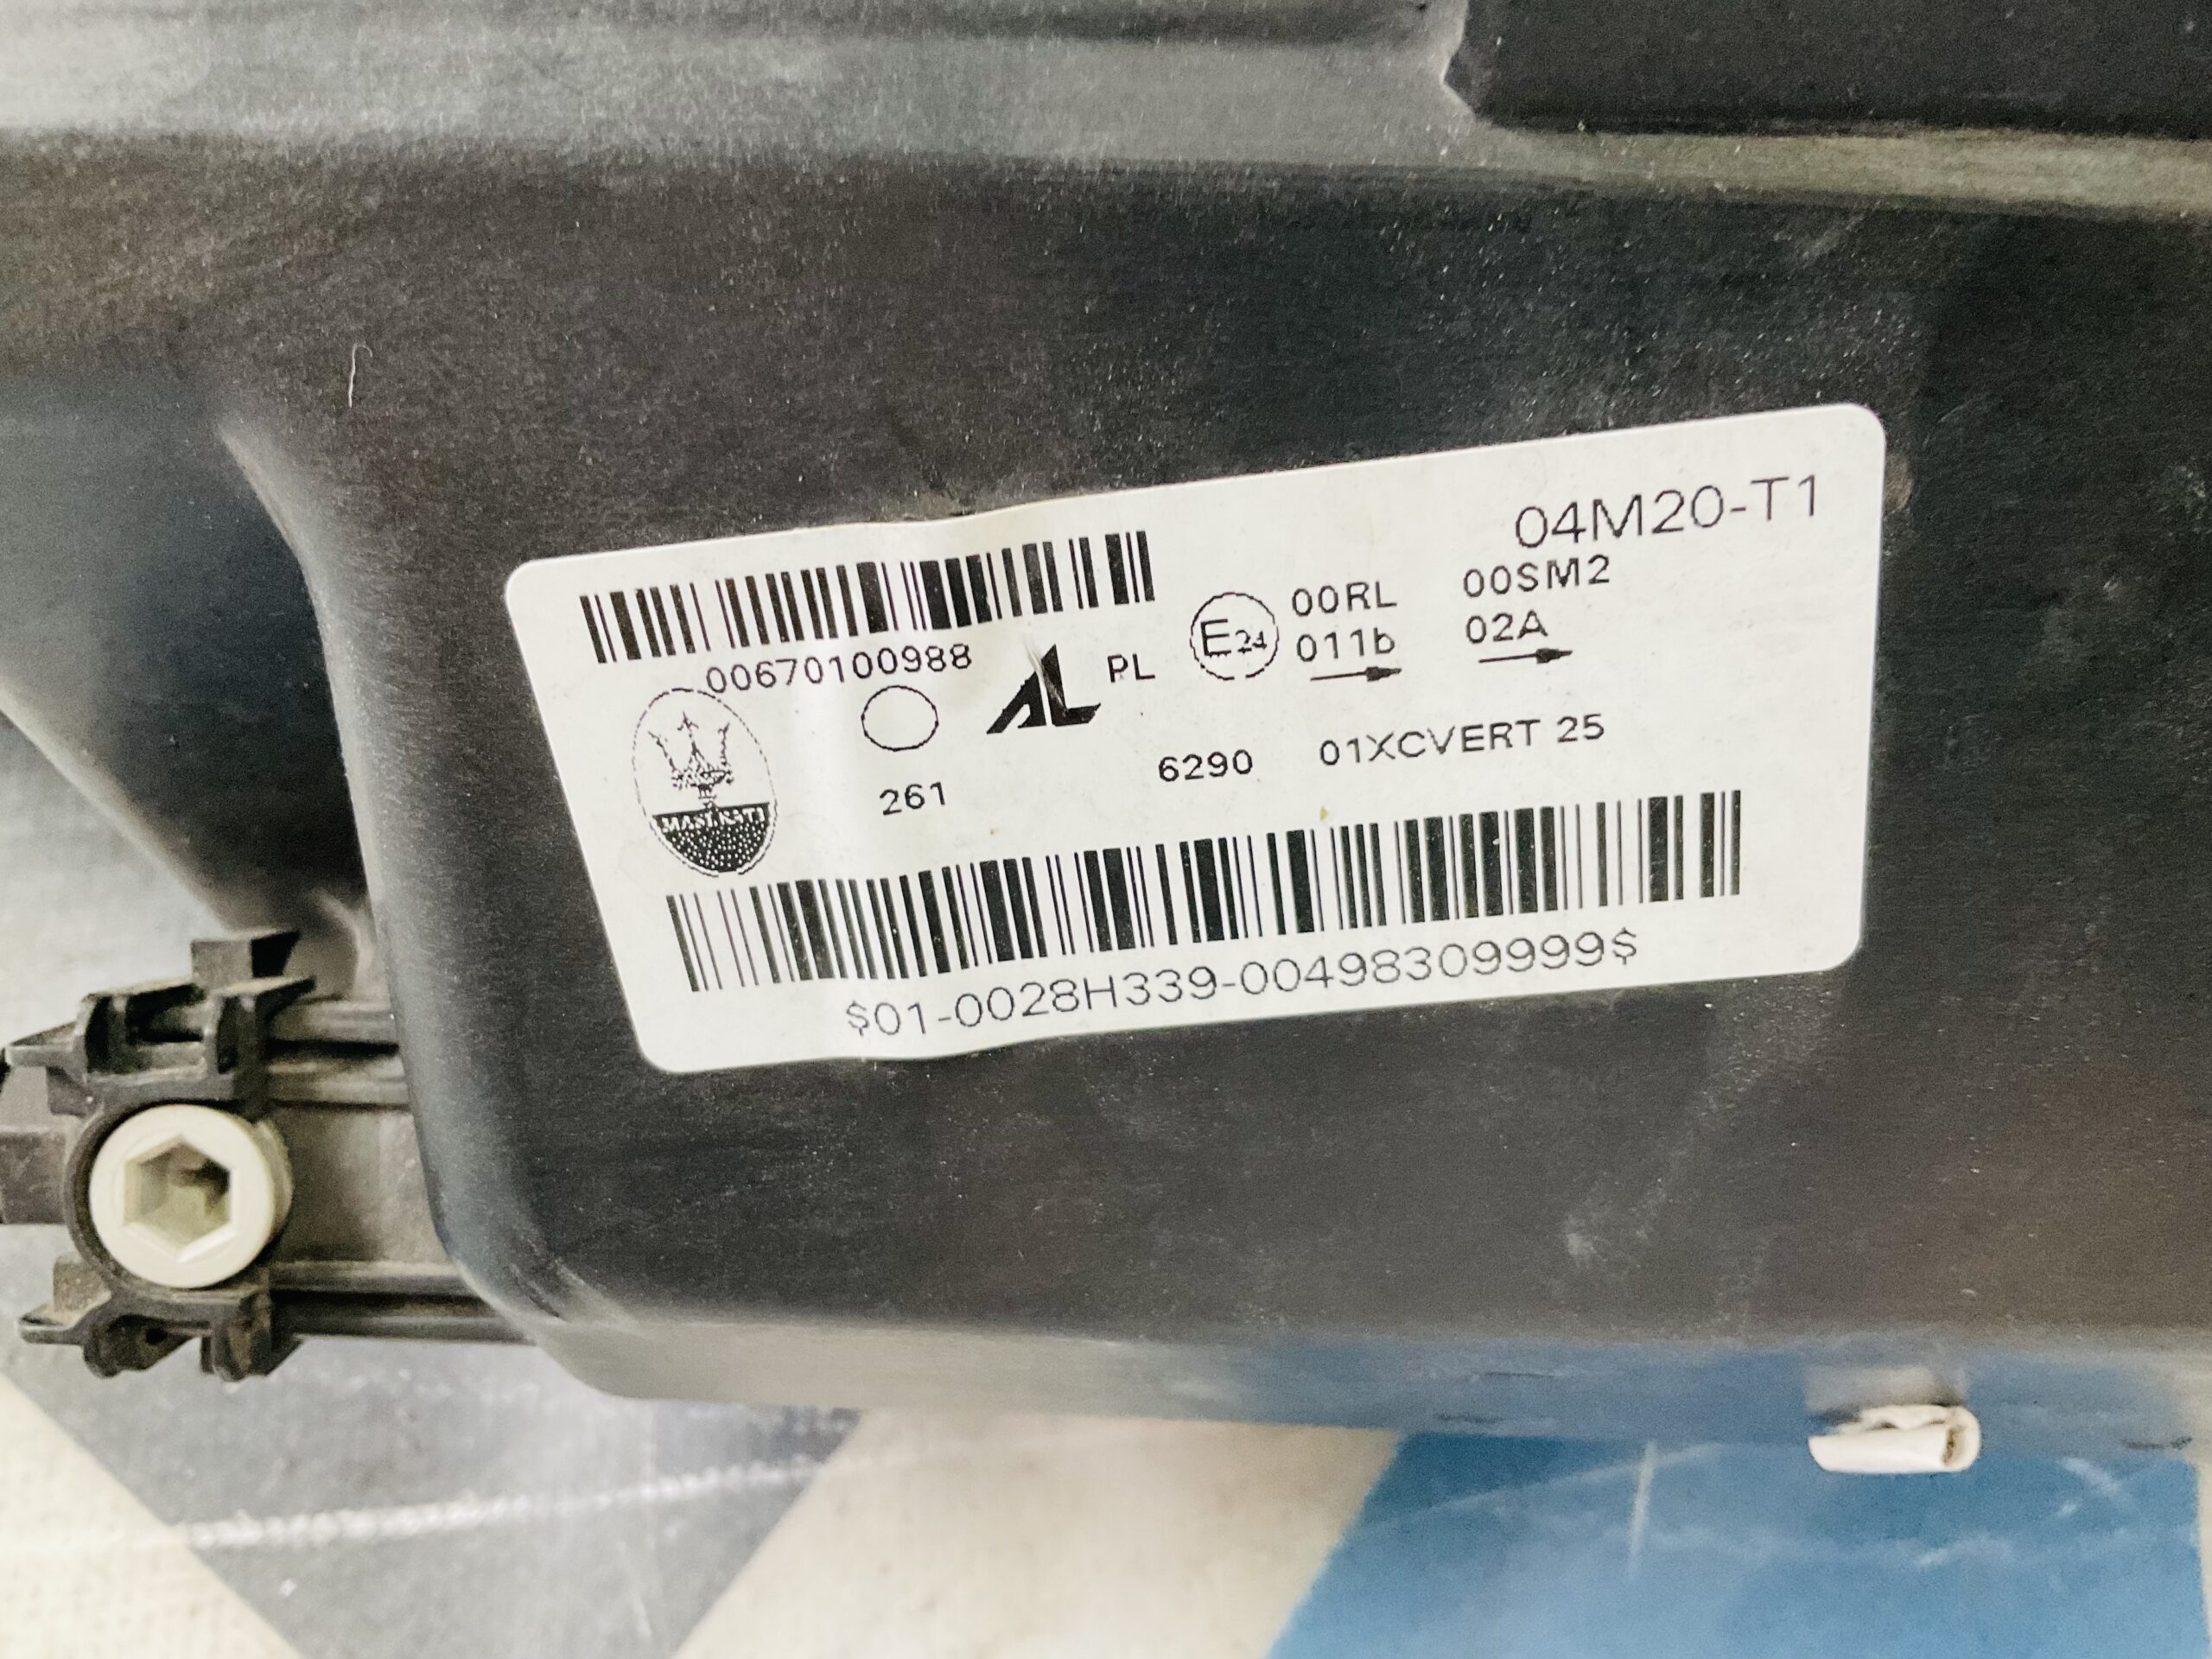 04M20-T1
00670100988
PL
E24
00RL
00SM2
011b
02A
MASERATI
261
6290
01XCVERT 25
$01-0028H339-00498309999$